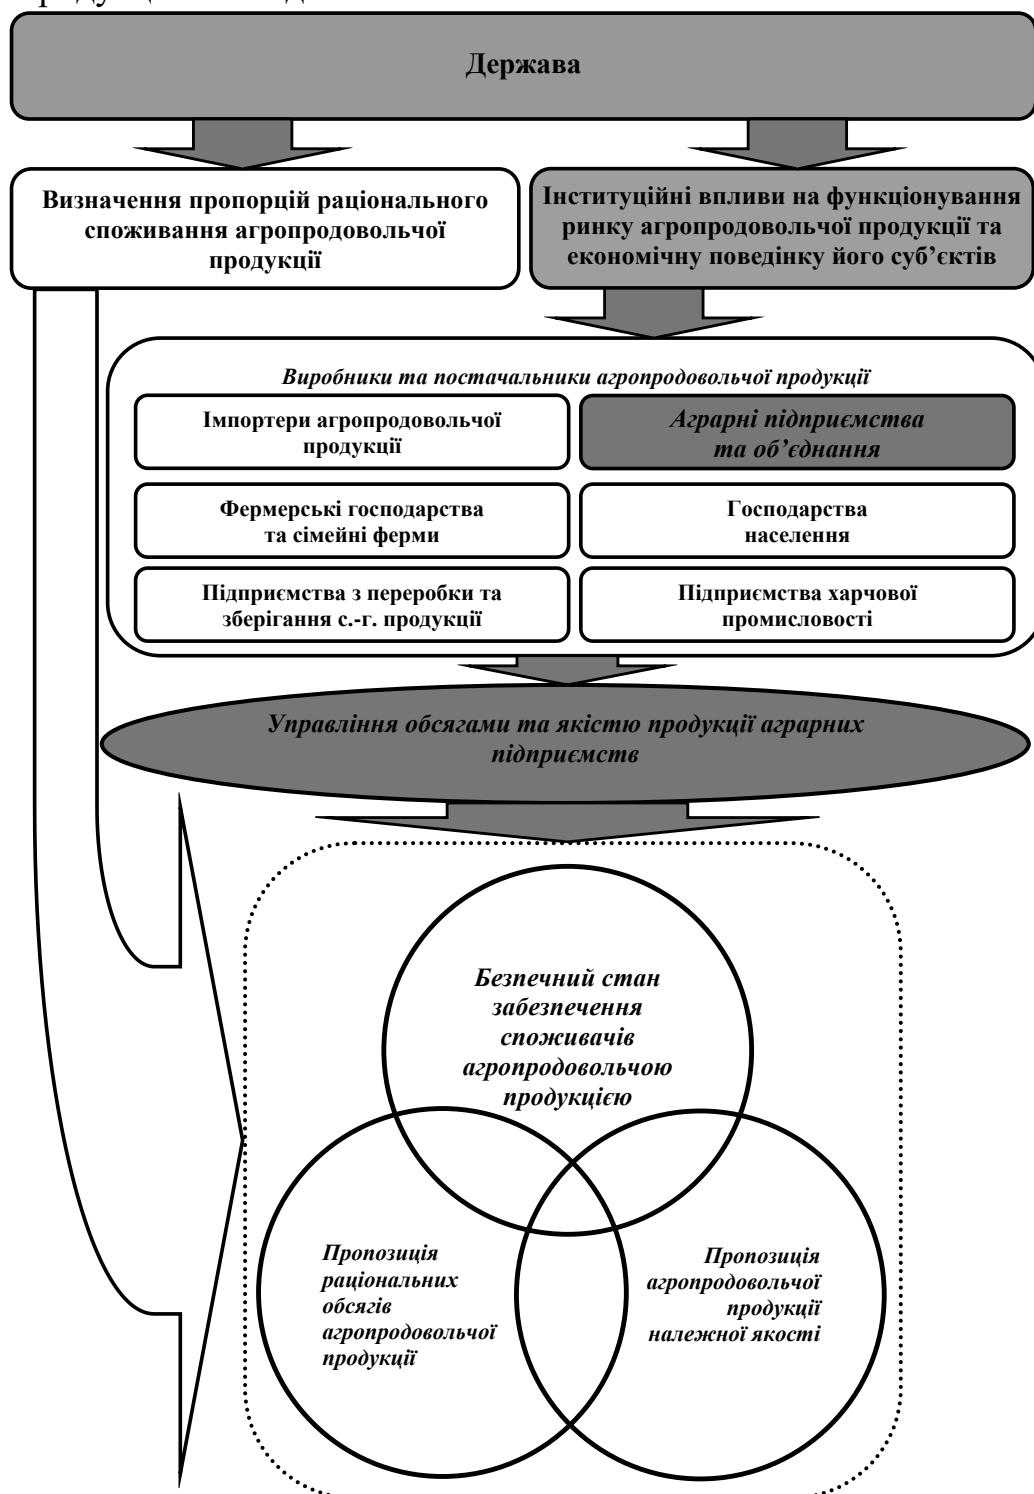 Держава
Визначення пропорцій раціонального
споживання агропродовольчої
продукції
Інституційні впливи на функціонування
ринку агропродовольчої продукції та
економічну поведінку його суб’єктів
Виробники та постачальники агропродовольчої продукції
Імпортери агропродовольчої
продукції
Аграрні підприємства
та об’єднання
Фермерські господарства
та сімейні ферми
Господарства
населення
Підприємства з переробки та
зберігання с.-г. продукції
Підприємства харчової
промисловості
Управління обсягами та якістю продукції аграрних
підприємств
Безпечний стан
забезпечення
споживачів
агропродовольчою
продукцією
Пропозиція
раціональних
обсягів
агропродовольчої
продукції
Пропозиція
агропродовольчої
продукції
належної якості